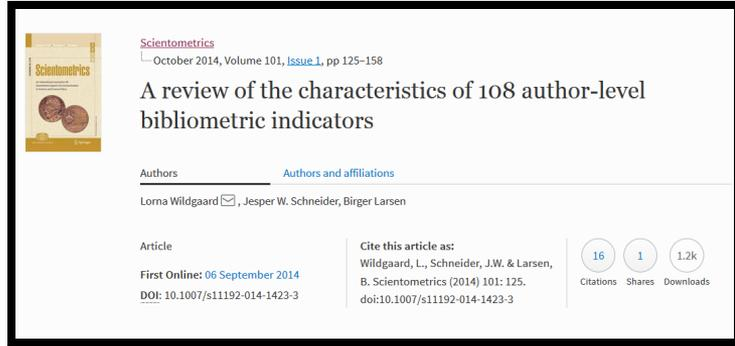 Scientometrics
Scientometrics
October 2014, Volume 101, Issue 1, pp 125–158
A review of the characteristics of 108 author-level
bibliometric indicators
Authors
Authors and affiliations
Lorna Wildgaard , Jesper W. Schneider, Birger Larsen
Article
First Online: 06 September 2014
DOI: 10.1007/s11192-014-1423-3
Cite this article as:
Wildgaard, L., Schneider, J.W. & Larsen,
B. Scientometrics (2014) 101: 125.
doi:10.1007/s11192-014-1423-3
16
Citations
1
Shares
1.2k
Downloads